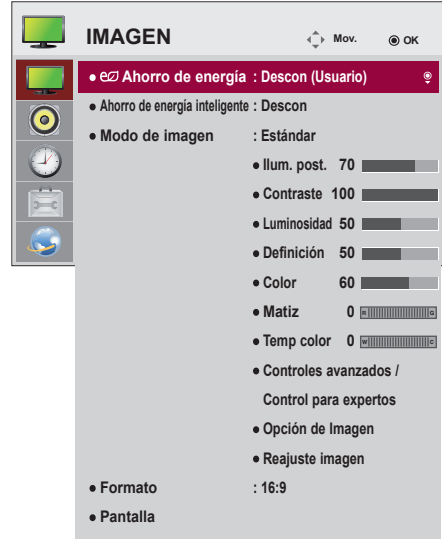 IMAGEN Mov. OK
• Ahorro de energía : Descon (Usuario)
• Ahorro de energía inteligente : Descon
• Modo de imagen : Estándar
• Ilum. post. 70
• Contraste 100
• Luminosidad 50
• Definición 50
• Color 60
• Matiz 0 R G
• Temp color 0 W C
• Controles avanzados /
Control para expertos
• Opción de Imagen
• Reajuste imagen
• Formato : 16:9
• Pantalla